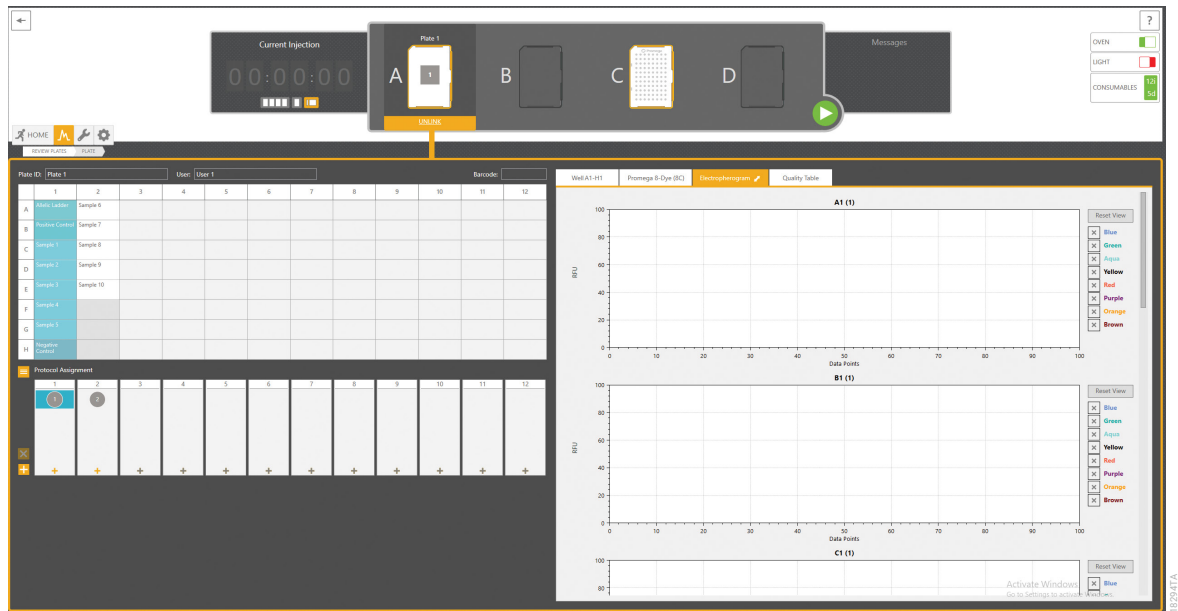 ?
OVEN
LIGHT
CONSUMABLES
12i
5d
Current Injection
00:00:00
Plate 1
A
1
B
C
Promega
D
Messages
UNLINK
HOME
REVIEW PLATES
PLATE
Plate ID: Plate 1
User: User 1
Barcode:
1 2 3 4 5 6 7 8 9 10 11 12
A Allelic Ladder Sample 6
B Positive Control Sample 7
C Sample 1 Sample 8
D Sample 2 Sample 9
E Sample 3 Sample 10
F Sample 4
G Sample 5
H Negative Control
Protocol Assignment
1 2 3 4 5 6 7 8 9 10 11 12
1 2
+ + + + + + + + + + + +
Well A1-H1
Promega 8-Dye (8C)
Electropherogram
Quality Table
A1 (1)
RFU
100
80
60
40
20
0
0 10 20 30 40 50 60 70 80 90 100
Data Points
Reset View
Blue
Green
Aqua
Yellow
Red
Purple
Orange
Brown
B1 (1)
RFU
100
80
60
40
20
0
0 10 20 30 40 50 60 70 80 90 100
Data Points
Reset View
Blue
Green
Aqua
Yellow
Red
Purple
Orange
Brown
C1 (1)
100
80
Reset View
Blue
Activate Windows
Go to Settings to activate Windows.
18294TA